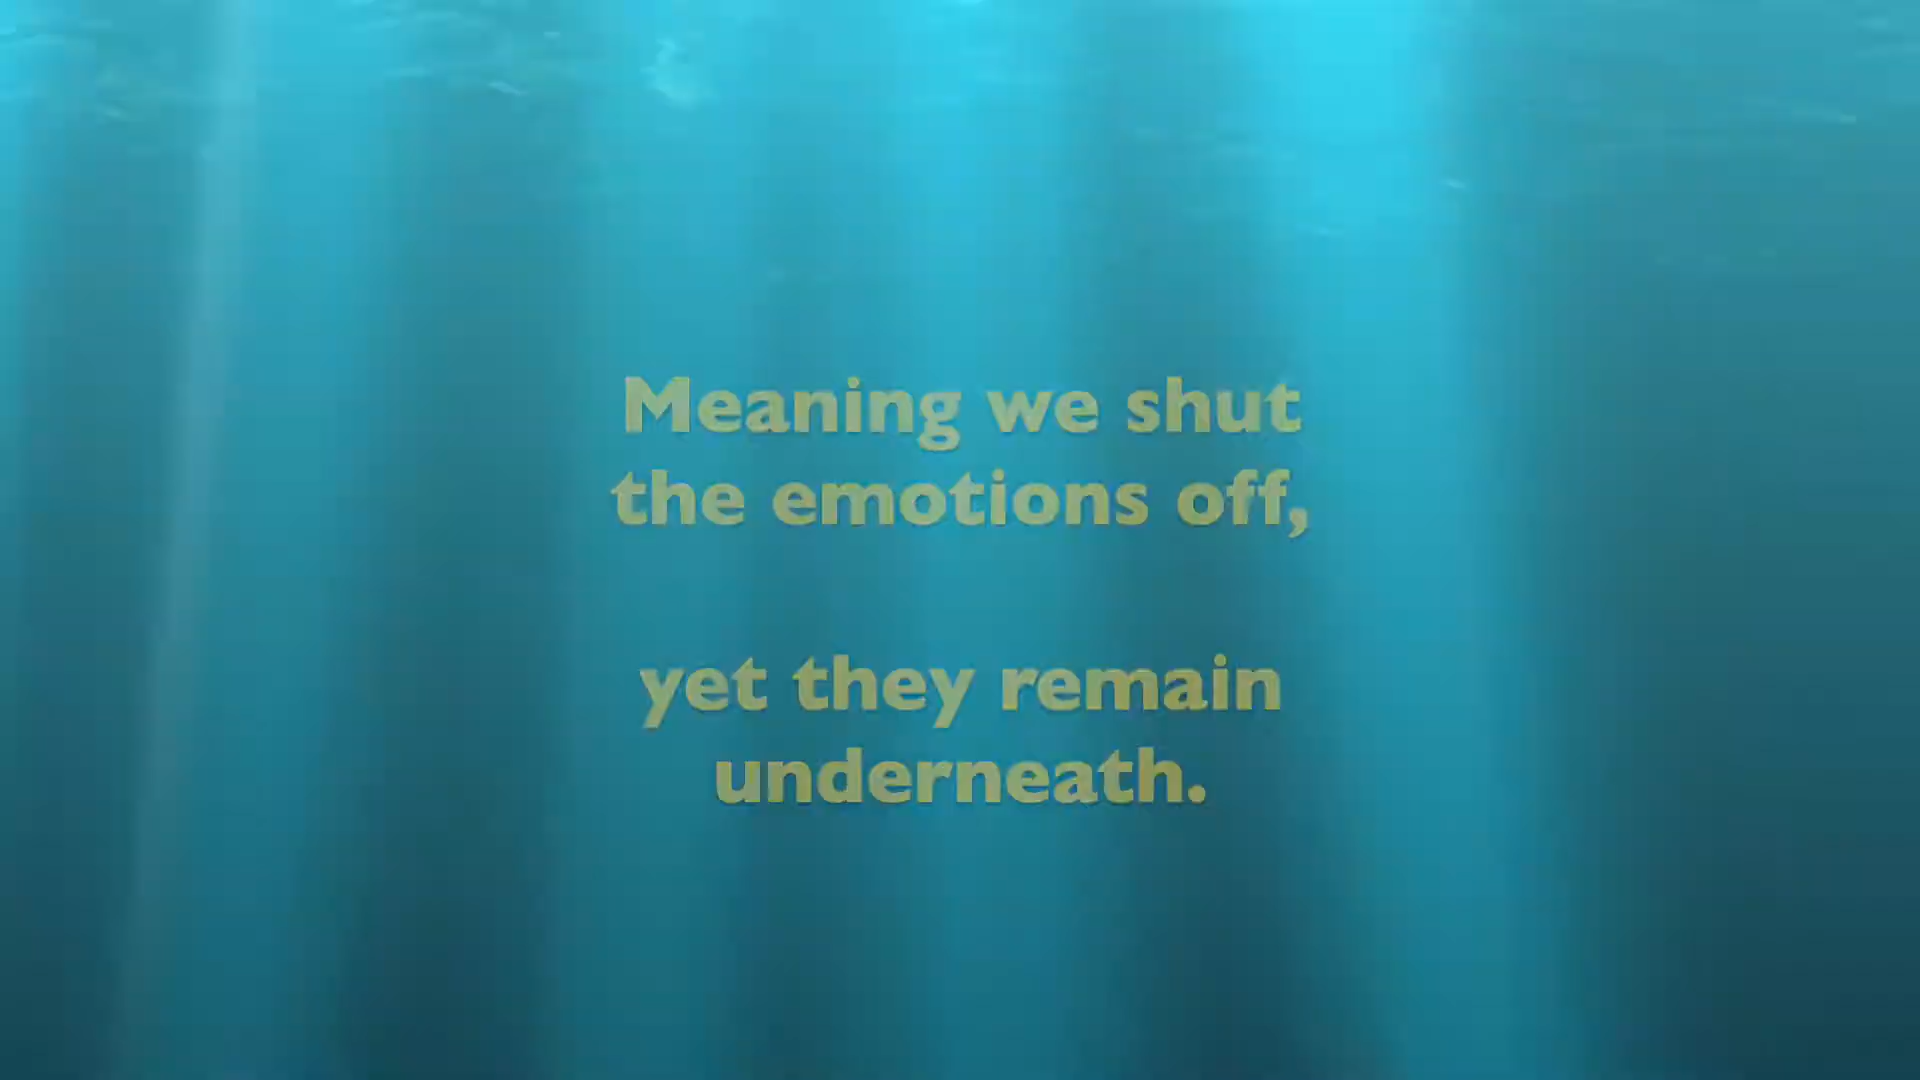 Meaning we shut
the emotions off,
yet they remain
underneath.